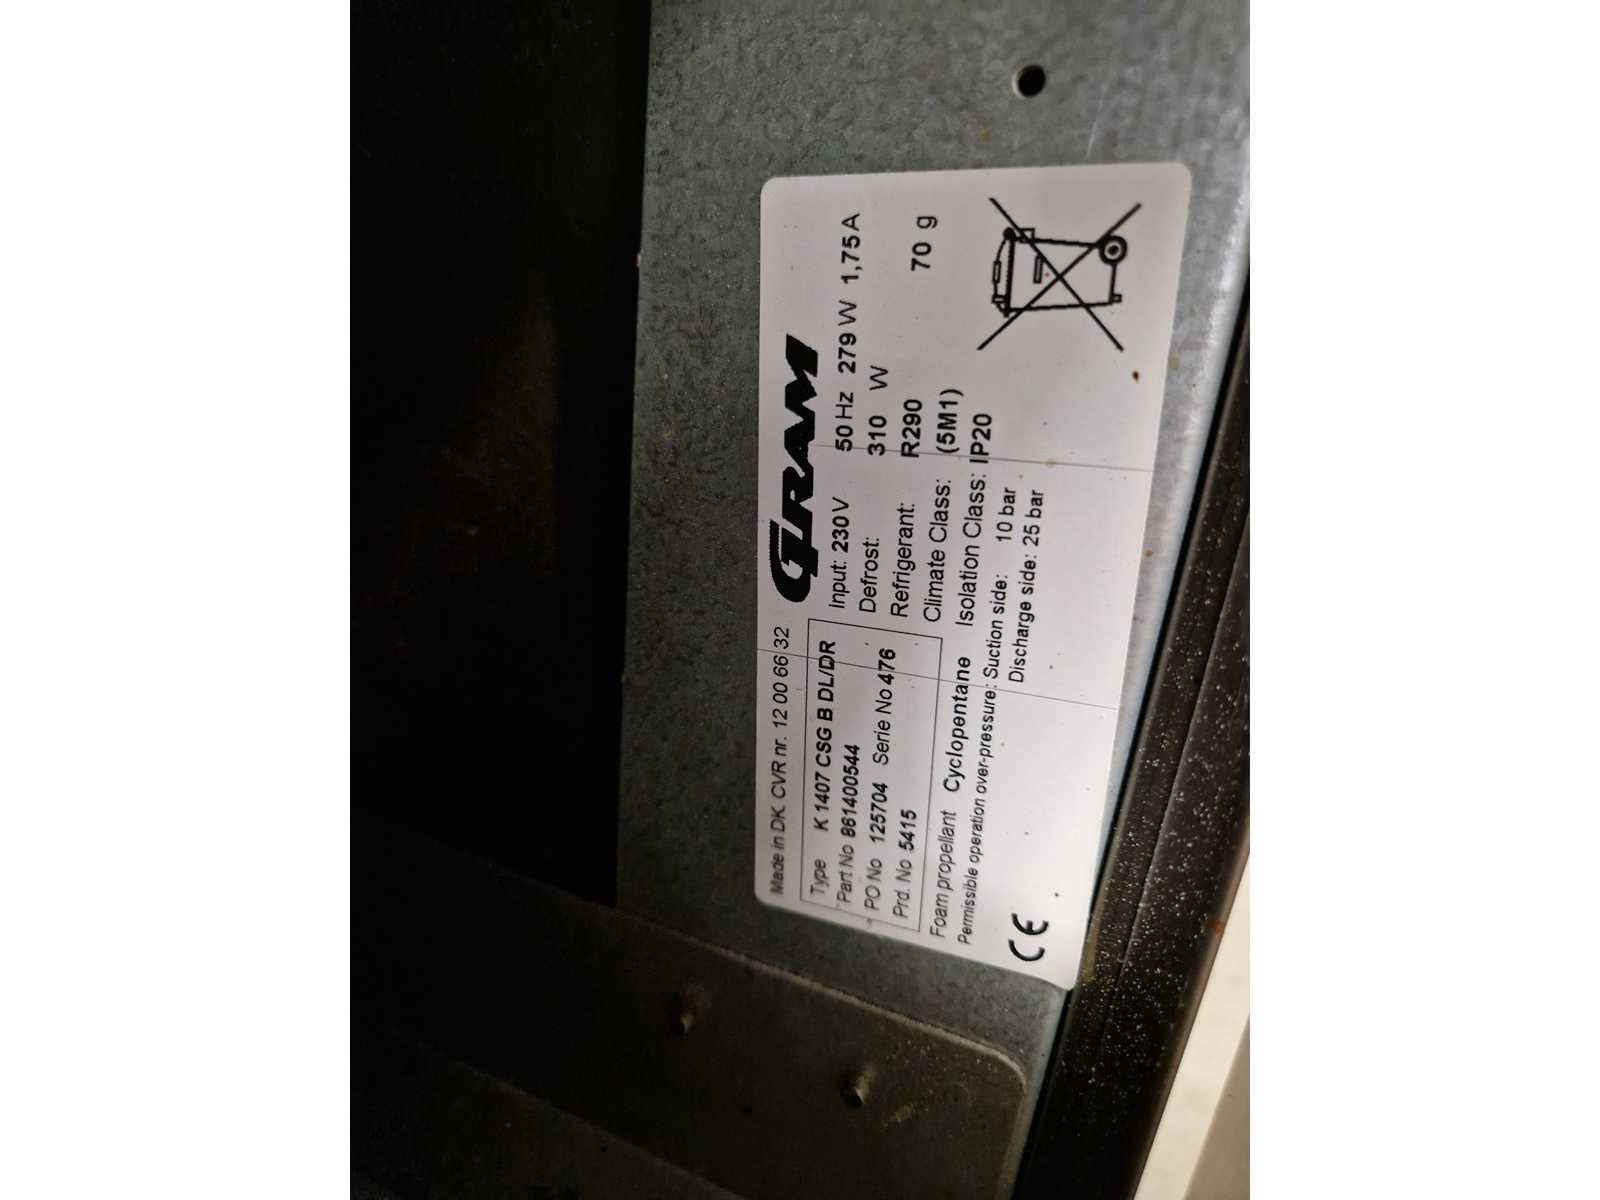 Made in DK. CVR nr. 12 00 66 32
GRAM
Type K 1407 CSG B DL/DR
Part.No 861400544
PO No 125704 Serie No 476
Prd. No 5415
Input: 230V 50 Hz 279 W 1,75 A
Defrost: 310 W
Refrigerant: R290 70 g
Climate Class: (5M1)
Foam propellant Cyclopentane Isolation Class: IP20
Permissible operation over-pressure: Suction side: 10 bar
Discharge side: 25 bar
CE